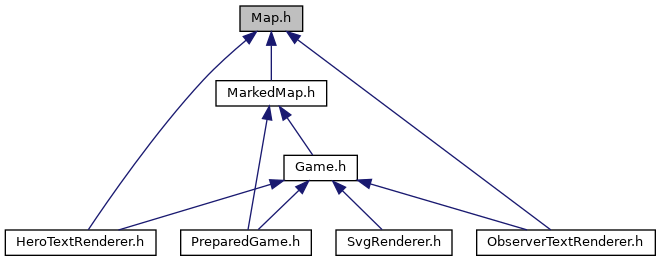 Map.h
MarkedMap.h
Game.h
HeroTextRenderer.h
PreparedGame.h
SvgRenderer.h
ObserverTextRenderer.h